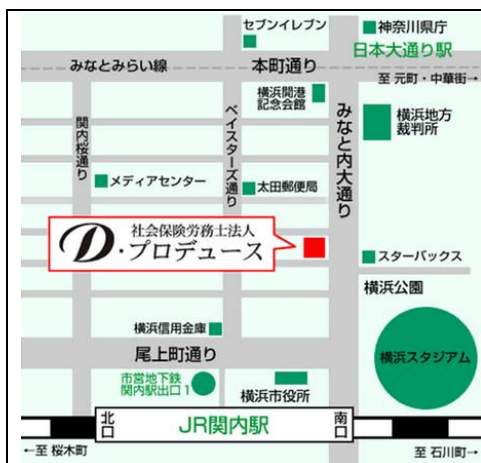 セブンイレブン
神奈川県庁
日本大通り駅
みなとみらい線
本町通り
至 元町・中華街→
横浜開港
記念会館
みなと内大通り
横浜地方
裁判所
関内桜通り
ベイスターズ通り
メディアセンター
太田郵便局
社会保険労務士法人
D・プロデュース
スターバックス
横浜公園
横浜信用金庫
尾上町通り
横浜スタジアム
市営地下鉄
関内駅出口1
横浜市役所
北口
JR関内駅
南口
←至 桜木町
至 石川町→